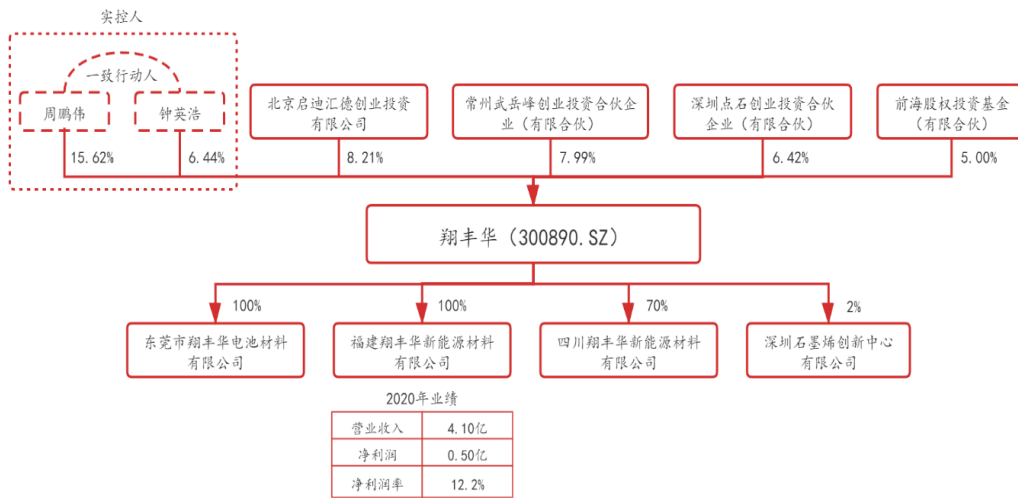 实控人
一致行动人
周鹏伟
钟英浩
北京启迪汇德创业投资
有限公司
常州武岳峰创业投资合伙企
业（有限合伙）
深圳点石创业投资合伙
企业（有限合伙）
前海股权投资基金
（有限合伙）
15.62%
6.44%
8.21%
7.99%
6.42%
5.00%
翔丰华（300890.SZ）
100%
100%
70%
2%
东莞市翔丰华电池材料
有限公司
福建翔丰华新能源材料
有限公司
四川翔丰华新能源材料
有限公司
深圳石墨烯创新中心
有限公司
2020年业绩
营业收入 4.10亿
净利润 0.50亿
净利润率 12.2%